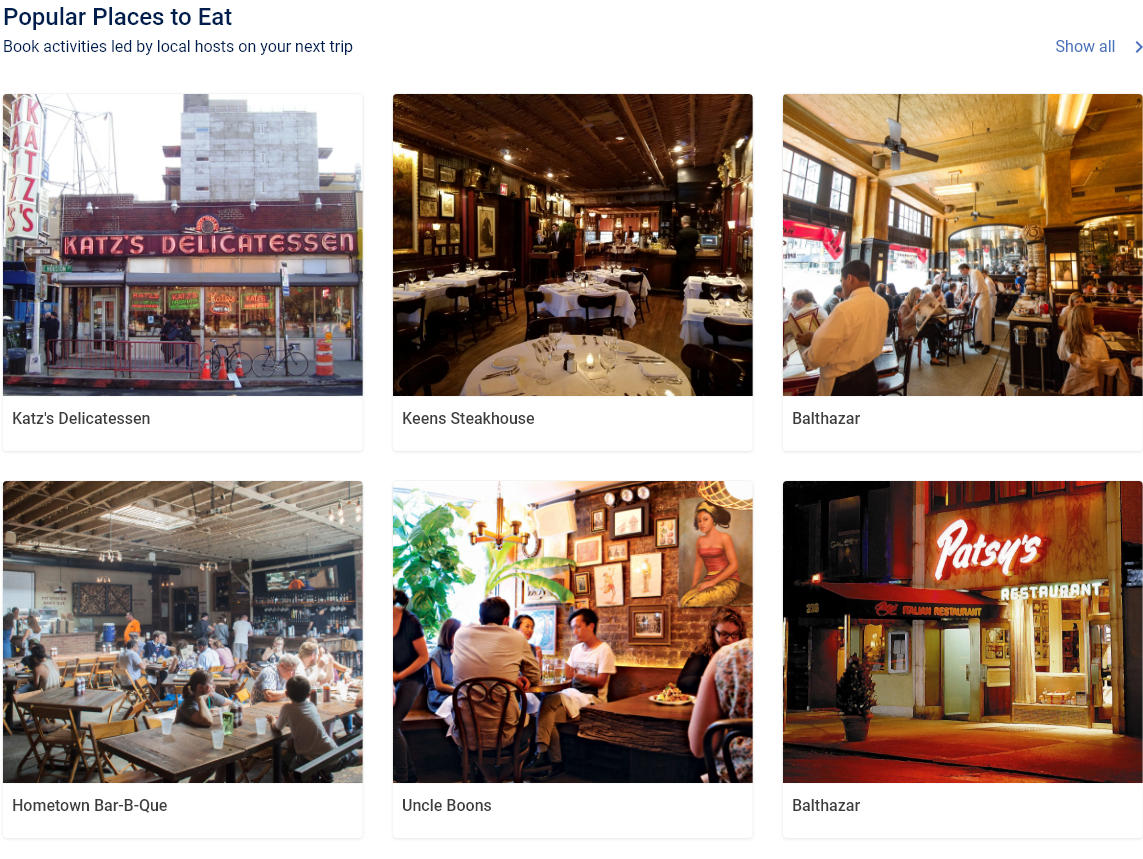 Popular Places to Eat
Book activities led by local hosts on your next trip
Show all
KATZ'S
KATZ'S
KATZ'S DELICATESSEN
Katz's Delicatessen
Keens Steakhouse
Balthazar
Patsy's
RESTAURANT
ITALIAN RESTAURANT
Hometown Bar-B-Que
Uncle Boons
Balthazar